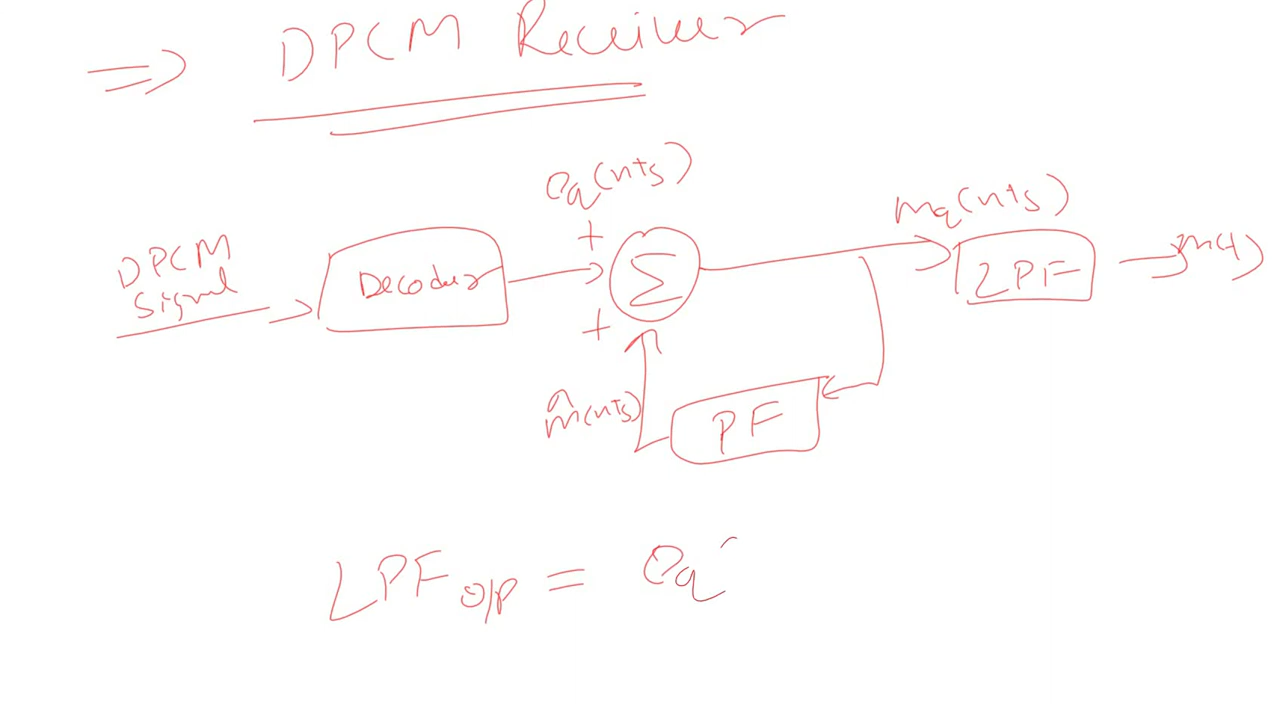 ⇒ DPCM Receiver
eq(nTs)
mq(nTs)
DPCM
Signal
Decoder
+
Σ
LPF
m(t)
+
m̂(nTs)
PF
LPF o/p = eq